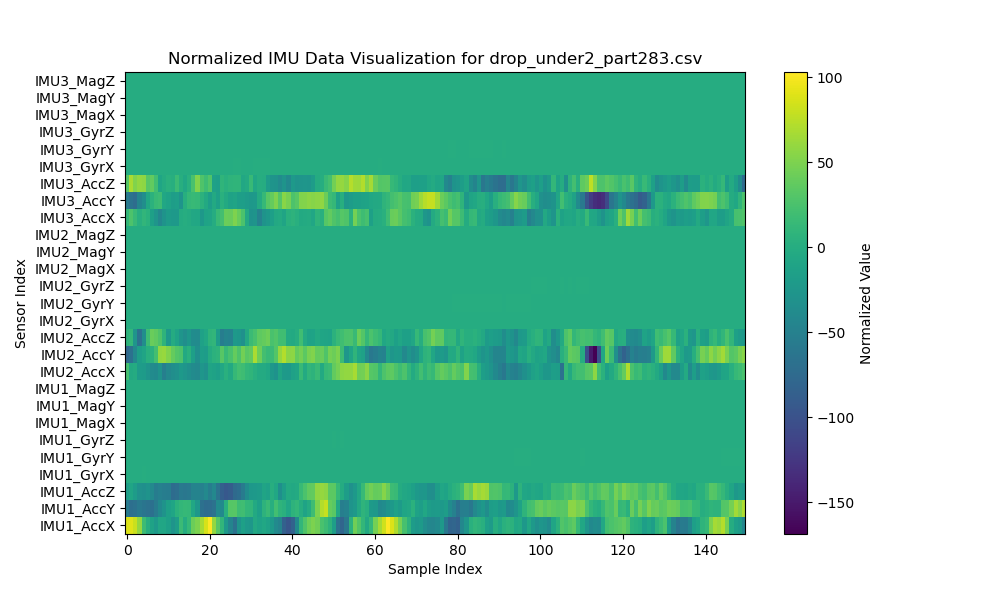 Normalized IMU Data Visualization for drop_under2_part283.csv
IMU3_MagZ
IMU3_MagY
IMU3_MagX
IMU3_GyrZ
IMU3_GyrY
IMU3_GyrX
IMU3_AccZ
IMU3_AccY
IMU3_AccX
IMU2_MagZ
IMU2_MagY
IMU2_MagX
IMU2_GyrZ
IMU2_GyrY
IMU2_GyrX
IMU2_AccZ
IMU2_AccY
IMU2_AccX
IMU1_MagZ
IMU1_MagY
IMU1_MagX
IMU1_GyrZ
IMU1_GyrY
IMU1_GyrX
IMU1_AccZ
IMU1_AccY
IMU1_AccX
Sensor Index
0 20 40 60 80 100 120 140
Sample Index
100
50
0
−50
−100
−150
Normalized Value